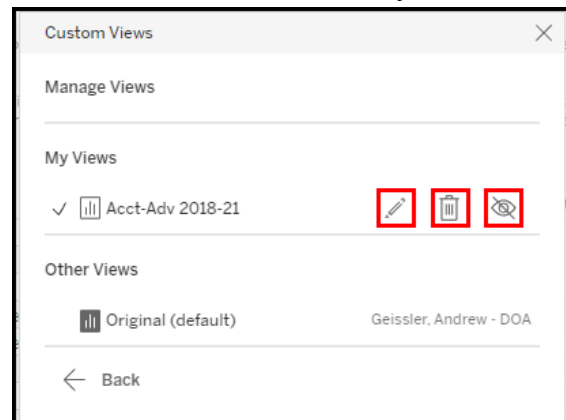 Custom Views
Manage Views
My Views
Acct-Adv 2018-21
Other Views
Original (default) Geissler, Andrew - DOA
Back